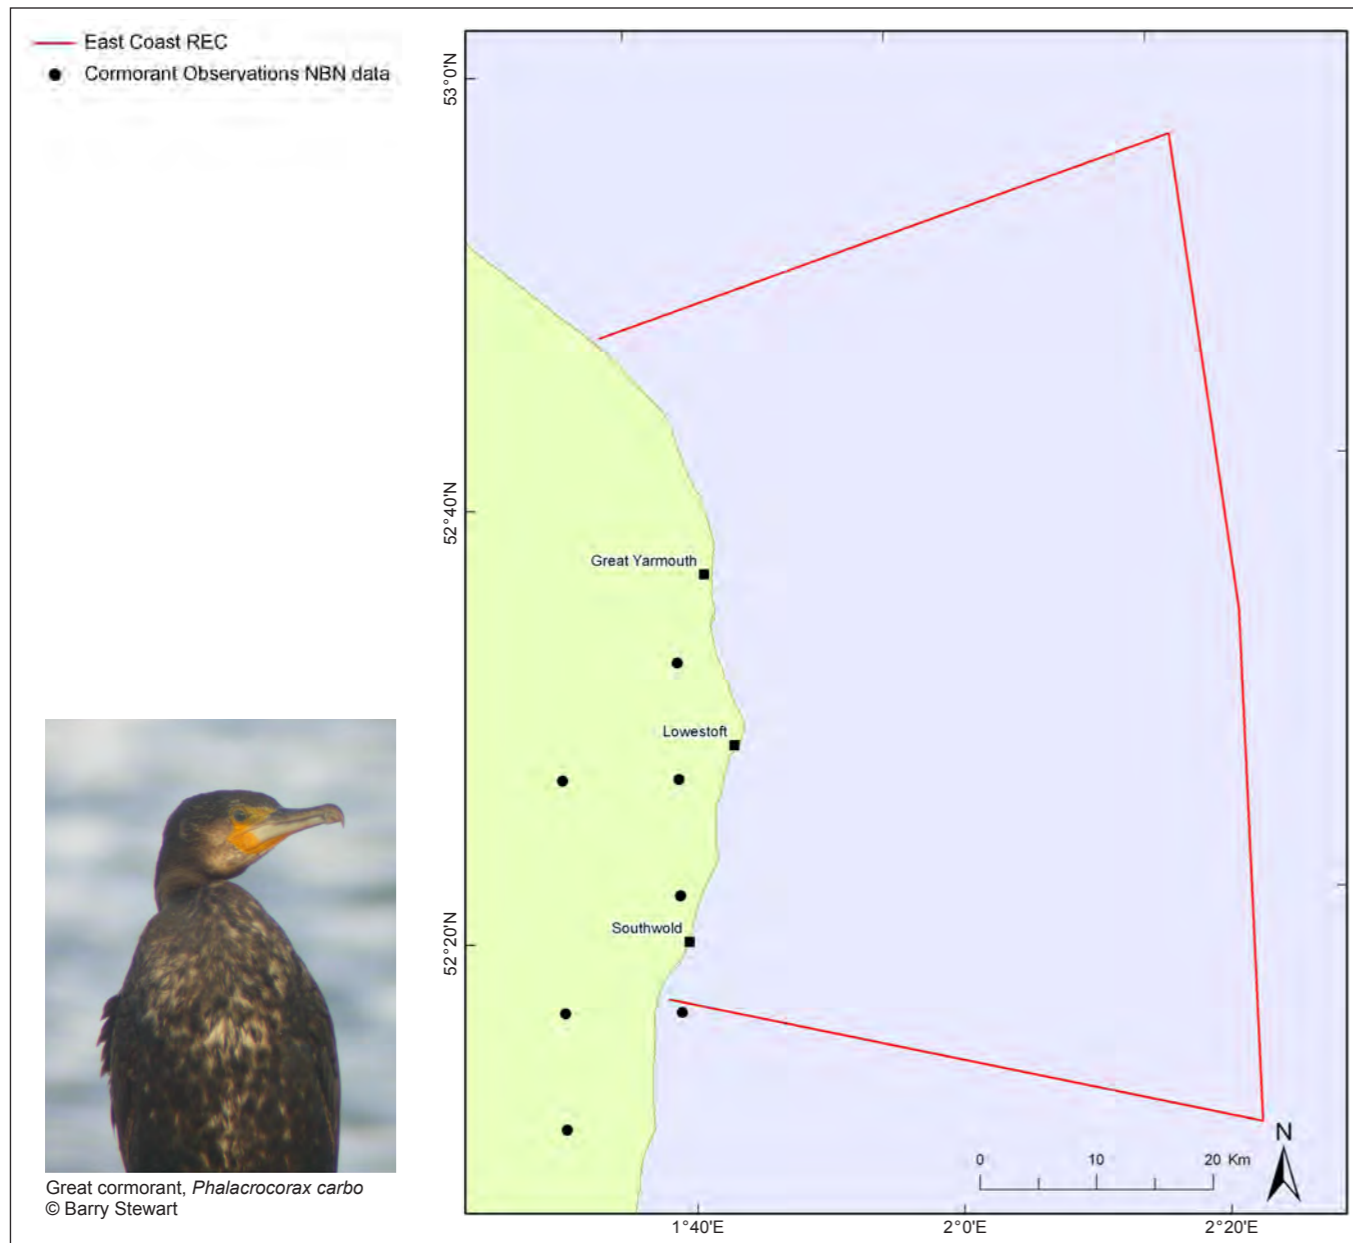 East Coast REC
Cormorant Observations NBN data
53°0'N
52°40'N
Great Yarmouth
Lowestoft
Southwold
52°20'N
N
0 10 20 Km
1°40'E 2°0'E 2°20'E
Great cormorant, Phalacrocorax carbo
© Barry Stewart